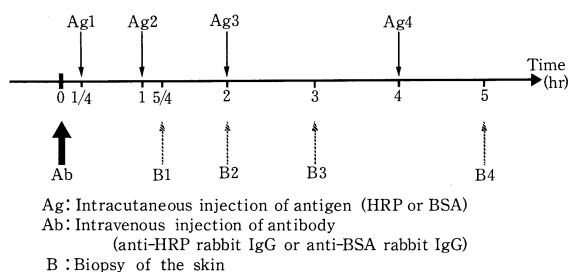 Ag1 Ag2 Ag3 Ag4
Time
(hr)
0 1/4 1 5/4 2 3 4 5
Ab B1 B2 B3 B4
Ag: Intracutaneous injection of antigen (HRP or BSA)
Ab: Intravenous injection of antibody
(anti-HRP rabbit IgG or anti-BSA rabbit IgG)
B : Biopsy of the skin